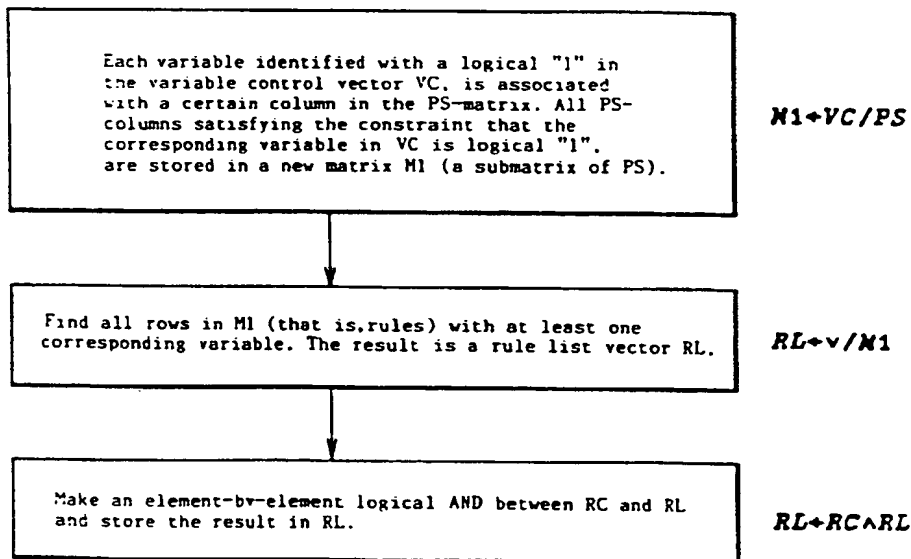 Each variable identified with a logical "1" in
the variable control vector VC, is associated
with a certain column in the PS-matrix. All PS-
columns satisfying the constraint that the
corresponding variable in VC is logical "1",
are stored in a new matrix M1 (a submatrix of PS).
M1←VC/PS
Find all rows in M1 (that is,rules) with at least one
corresponding variable. The result is a rule list vector RL.
RL←∨/M1
Make an element-by-element logical AND between RC and RL
and store the result in RL.
RL←RC∧RL